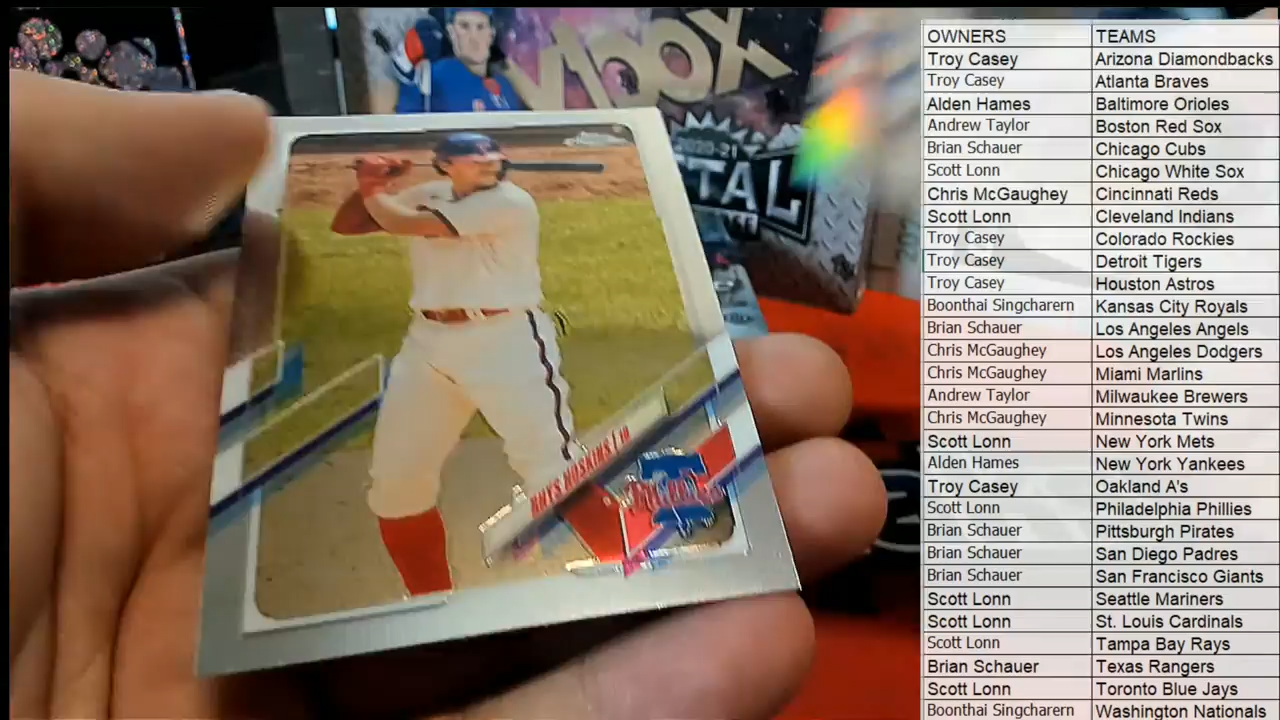 VIBOX
2020-21
RHYS HOSKINS / 1B
OWNERS TEAMS
Troy Casey Arizona Diamondbacks
Troy Casey Atlanta Braves
Alden Hames Baltimore Orioles
Andrew Taylor Boston Red Sox
Brian Schauer Chicago Cubs
Scott Lonn Chicago White Sox
Chris McGaughey Cincinnati Reds
Scott Lonn Cleveland Indians
Troy Casey Colorado Rockies
Troy Casey Detroit Tigers
Troy Casey Houston Astros
Boonthai Singcharern Kansas City Royals
Brian Schauer Los Angeles Angels
Chris McGaughey Los Angeles Dodgers
Chris McGaughey Miami Marlins
Andrew Taylor Milwaukee Brewers
Chris McGaughey Minnesota Twins
Scott Lonn New York Mets
Alden Hames New York Yankees
Troy Casey Oakland A's
Scott Lonn Philadelphia Phillies
Brian Schauer Pittsburgh Pirates
Brian Schauer San Diego Padres
Brian Schauer San Francisco Giants
Scott Lonn Seattle Mariners
Scott Lonn St. Louis Cardinals
Scott Lonn Tampa Bay Rays
Brian Schauer Texas Rangers
Scott Lonn Toronto Blue Jays
Boonthai Singcharern Washington Nationals